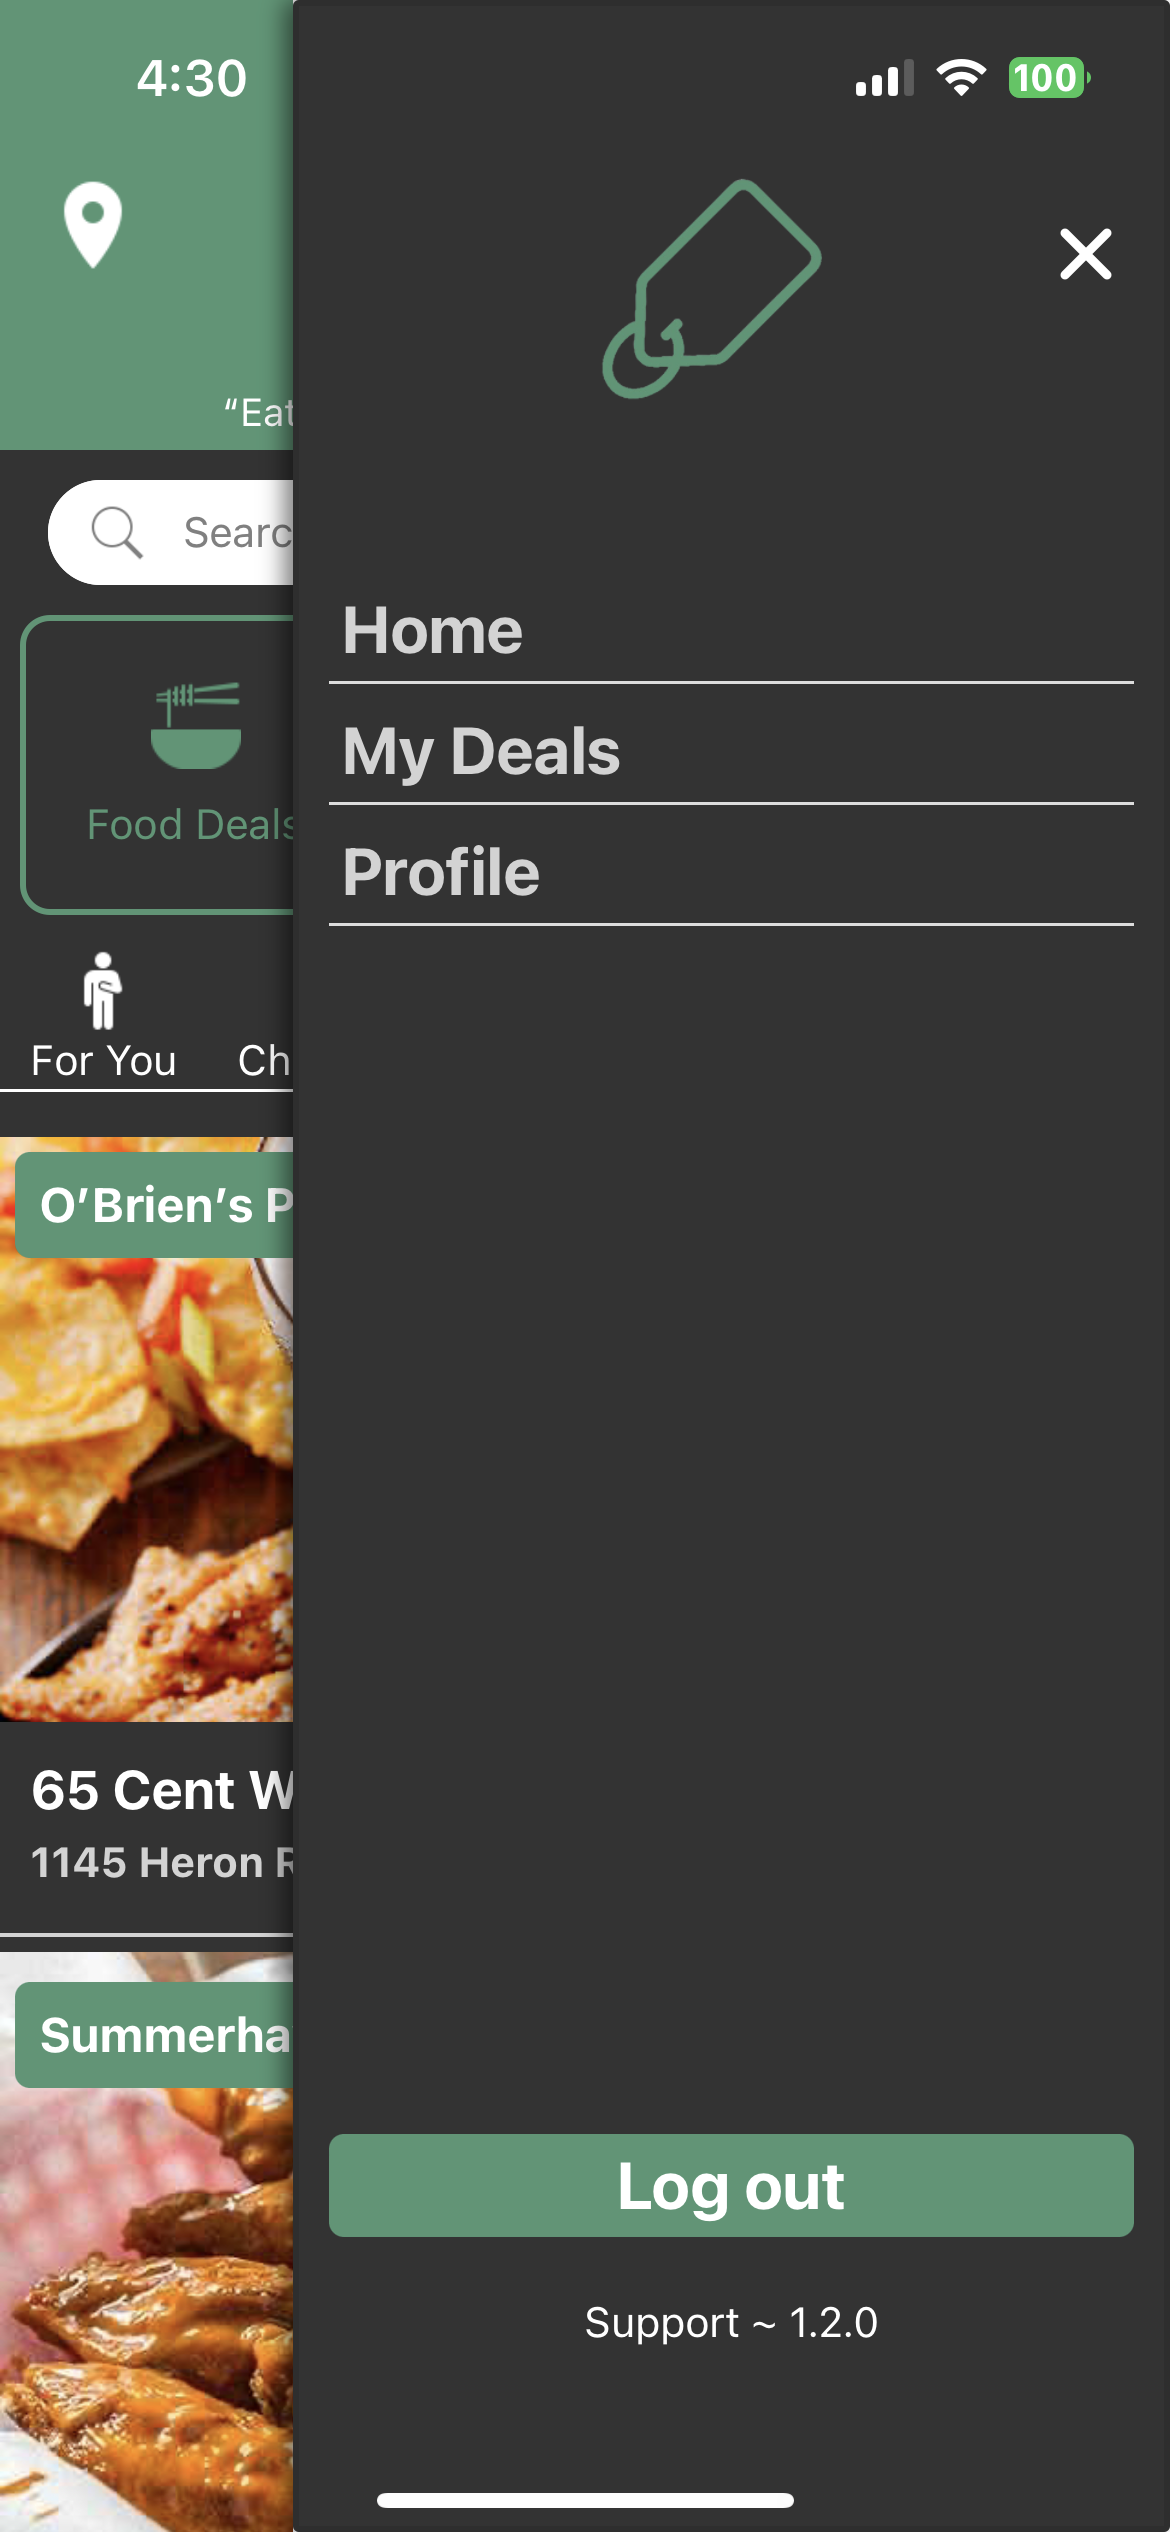 4:30
100
“Eat
Searc
Home
My Deals
Food Deals
Profile
For You
Ch
O’Brien’s P
65 Cent W
1145 Heron R
Summerha
Log out
Support ~ 1.2.0